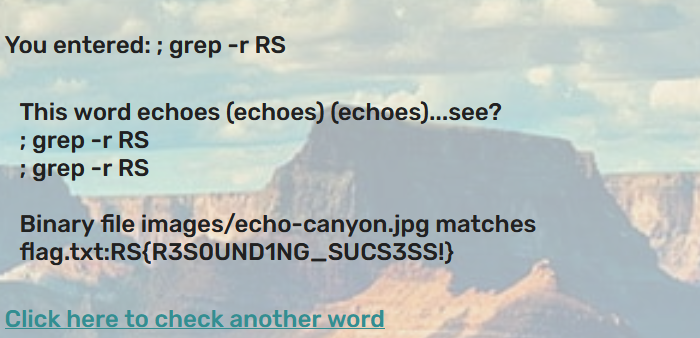 You entered: ; grep -r RS
This word echoes (echoes) (echoes)...see?
; grep -r RS
; grep -r RS
Binary file images/echo-canyon.jpg matches
flag.txt:RS{R3S0UND1NG_SUCS3SS!}
Click here to check another word